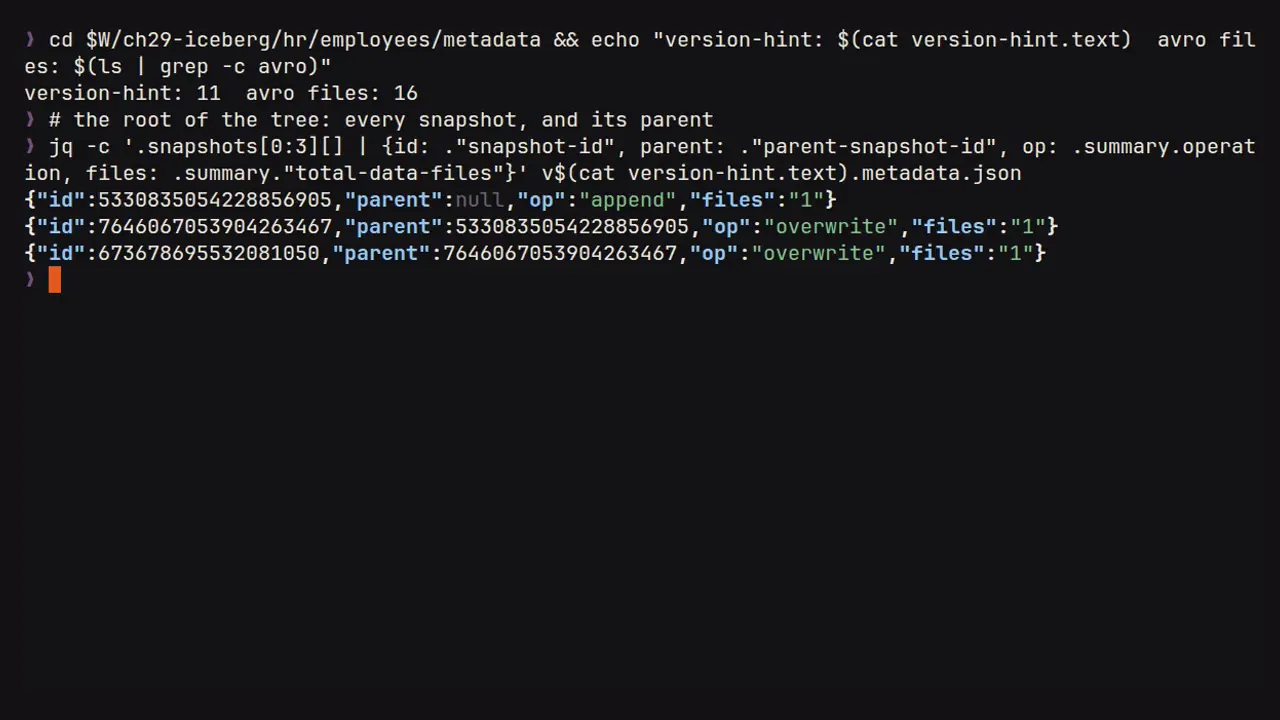 ❯ cd $W/ch29-iceberg/hr/employees/metadata && echo "version-hint: $(cat version-hint.text)  avro fil
es: $(ls | grep -c avro)"
version-hint: 11  avro files: 16
❯ # the root of the tree: every snapshot, and its parent
❯ jq -c '.snapshots[0:3][] | {id: ."snapshot-id", parent: ."parent-snapshot-id", op: .summary.operat
ion, files: .summary."total-data-files"}' v$(cat version-hint.text).metadata.json
{"id":5330835054228856905,"parent":null,"op":"append","files":"1"}
{"id":7646067053904263467,"parent":5330835054228856905,"op":"overwrite","files":"1"}
{"id":673678695532081050,"parent":7646067053904263467,"op":"overwrite","files":"1"}
❯